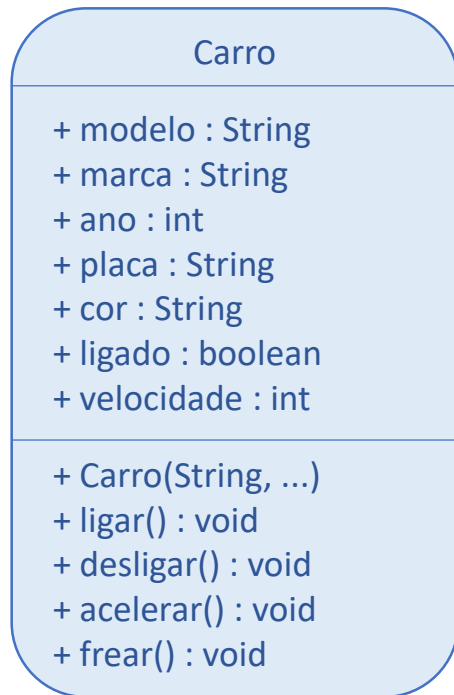 Carro
+ modelo : String
+ marca : String
+ ano : int
+ placa : String
+ cor : String
+ ligado : boolean
+ velocidade : int
+ Carro(String, ...)
+ ligar() : void
+ desligar() : void
+ acelerar() : void
+ frear() : void